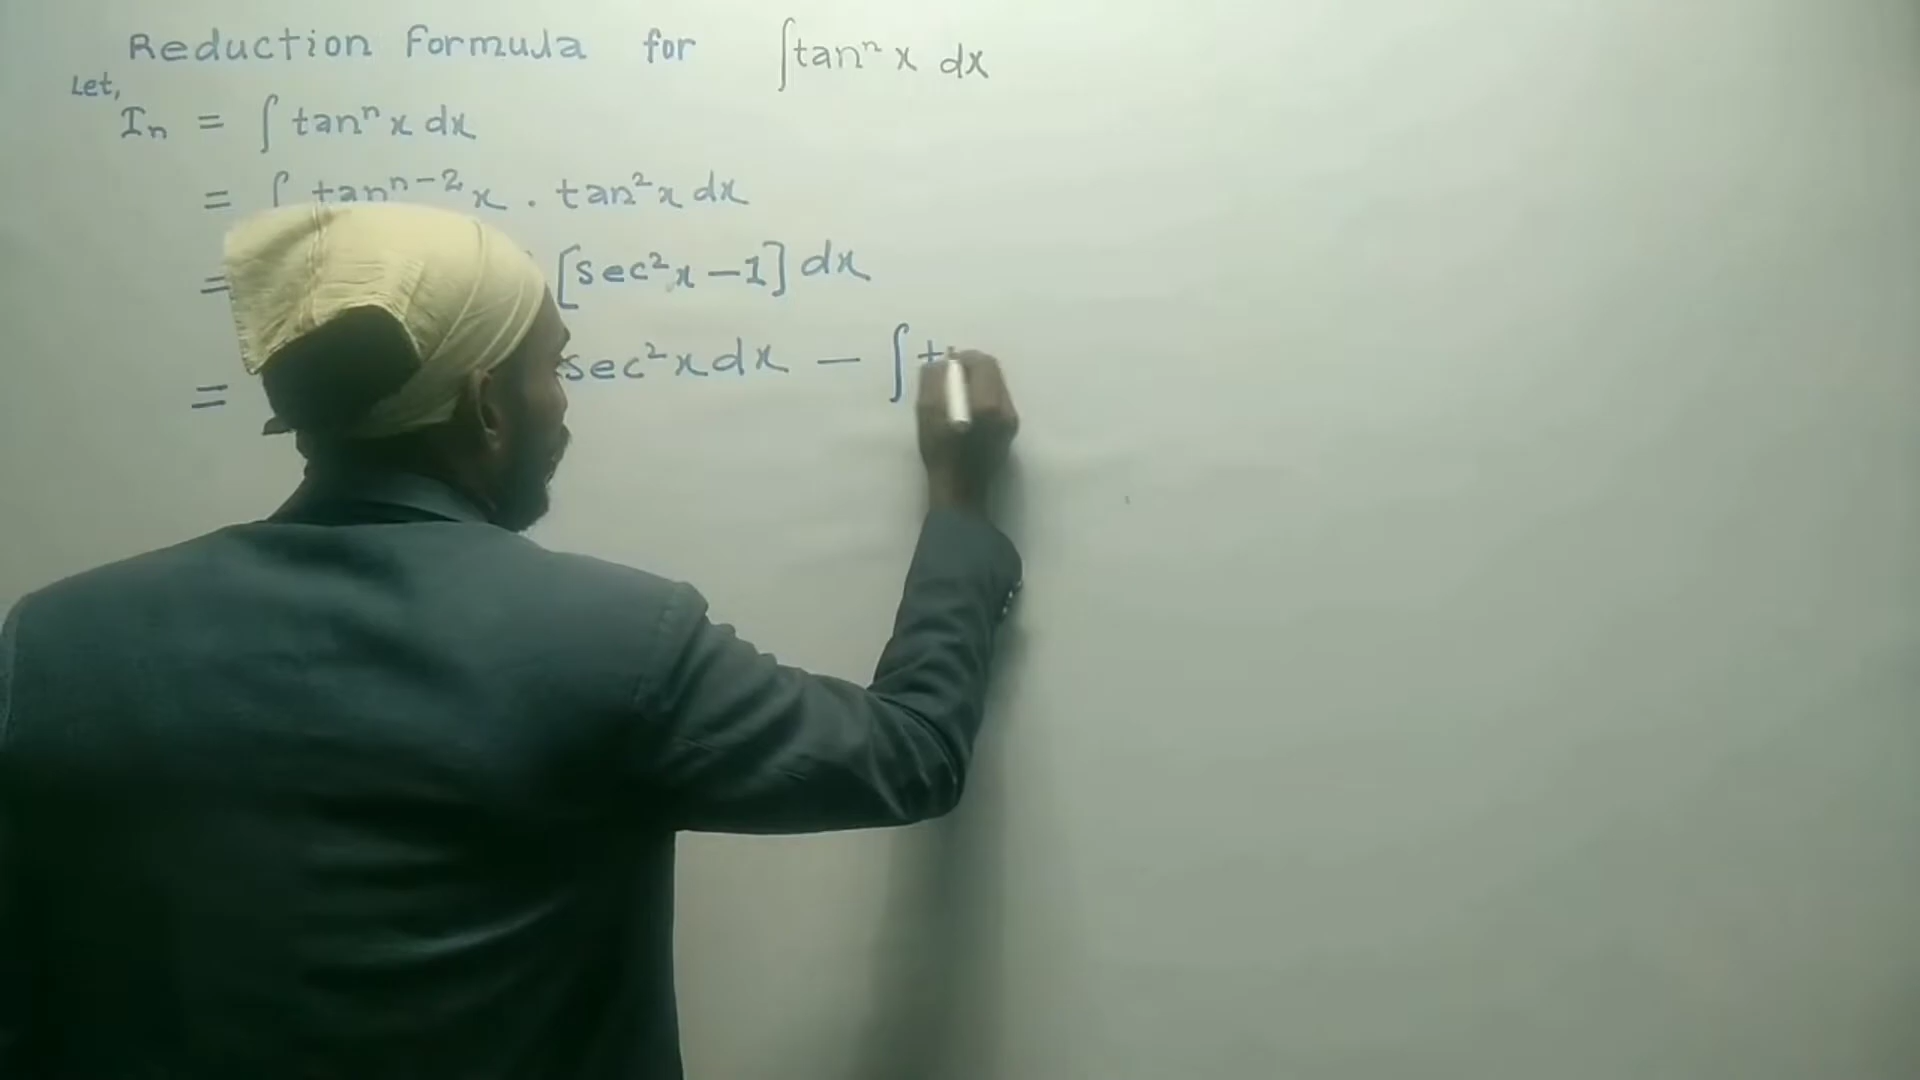 Reduction Formula for ∫tanⁿ x dx
Let,
Iₙ = ∫ tanⁿ x dx
= ∫ tanⁿ⁻² x . tan² x dx
= [sec² x − 1] dx
= sec² x dx − ∫ t